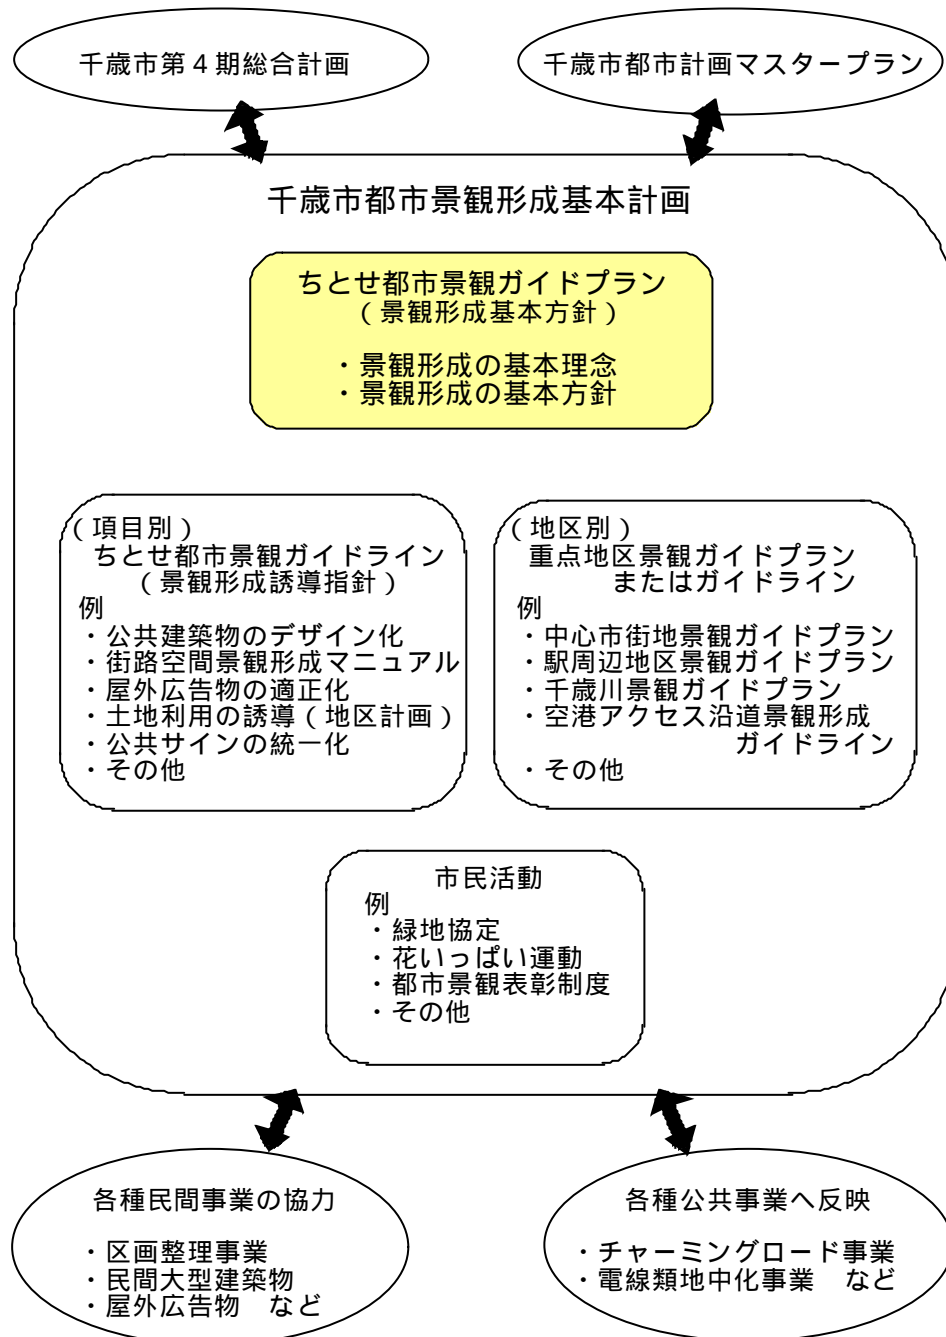 千歳市第４期総合計画
千歳市都市計画マスタープラン
千歳市都市景観形成基本計画
ちとせ都市景観ガイドプラン
（景観形成基本方針）
・景観形成の基本理念
・景観形成の基本方針
（項目別）
ちとせ都市景観ガイドライン
（景観形成誘導指針）
例
・公共建築物のデザイン化
・街路空間景観形成マニュアル
・屋外広告物の適正化
・土地利用の誘導（地区計画）
・公共サインの統一化
・その他
（地区別）
重点地区景観ガイドプラン
またはガイドライン
例
・中心市街地景観ガイドプラン
・駅周辺地区景観ガイドプラン
・千歳川景観ガイドプラン
・空港アクセス沿道景観形成
ガイドライン
・その他
市民活動
例
・緑地協定
・花いっぱい運動
・都市景観表彰制度
・その他
各種民間事業の協力
・区画整理事業
・民間大型建築物
・屋外広告物　など
各種公共事業へ反映
・チャーミングロード事業
・電線類地中化事業　など